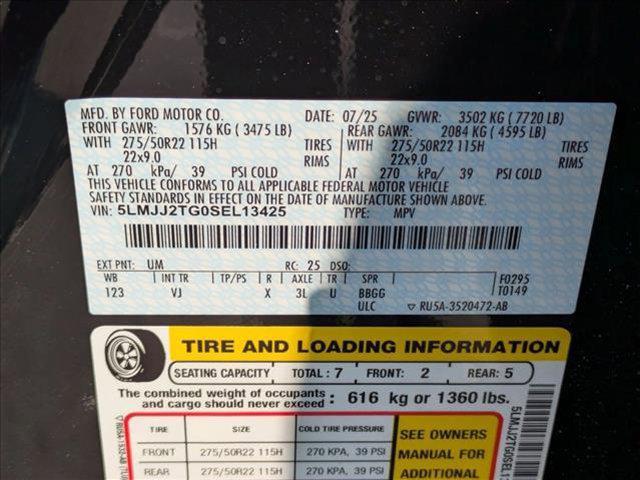 MFD. BY FORD MOTOR CO. DATE: 07/25 GVWR: 3502 KG ( 7720 LB)
FRONT GAWR: 1576 KG ( 3475 LB) REAR GAWR: 2084 KG ( 4595 LB)
WITH 275/50R22 115H TIRES WITH 275/50R22 115H TIRES
22x9.0 RIMS 22x9.0 RIMS
AT 270 kPa/ 39 PSI COLD AT 270 kPa/ 39 PSI COLD
THIS VEHICLE CONFORMS TO ALL APPLICABLE FEDERAL MOTOR VEHICLE
SAFETY STANDARDS IN EFFECT ON THE DATE OF MANUFACTURE SHOWN ABOVE.
VIN: 5LMJJ2TG0SEL13425 TYPE: MPV
EXT PNT: UM RC: 25 DSO:
WB INT TR TP/PS R AXLE TR SPR F0295
123 VJ X 3L U BBGG T0149
ULC ▽ RU5A-3520472-AB
TIRE AND LOADING INFORMATION
SEATING CAPACITY TOTAL : 7 FRONT: 2 REAR: 5
The combined weight of occupants
and cargo should never exceed : 616 kg or 1360 lbs.
TIRE SIZE COLD TIRE PRESSURE
FRONT 275/50R22 115H 270 KPA, 39 PSI
REAR 275/50R22 115H 270 KPA, 39 PSI
SEE OWNERS
MANUAL FOR
ADDITIONAL
5LMJJ2TG0SEL